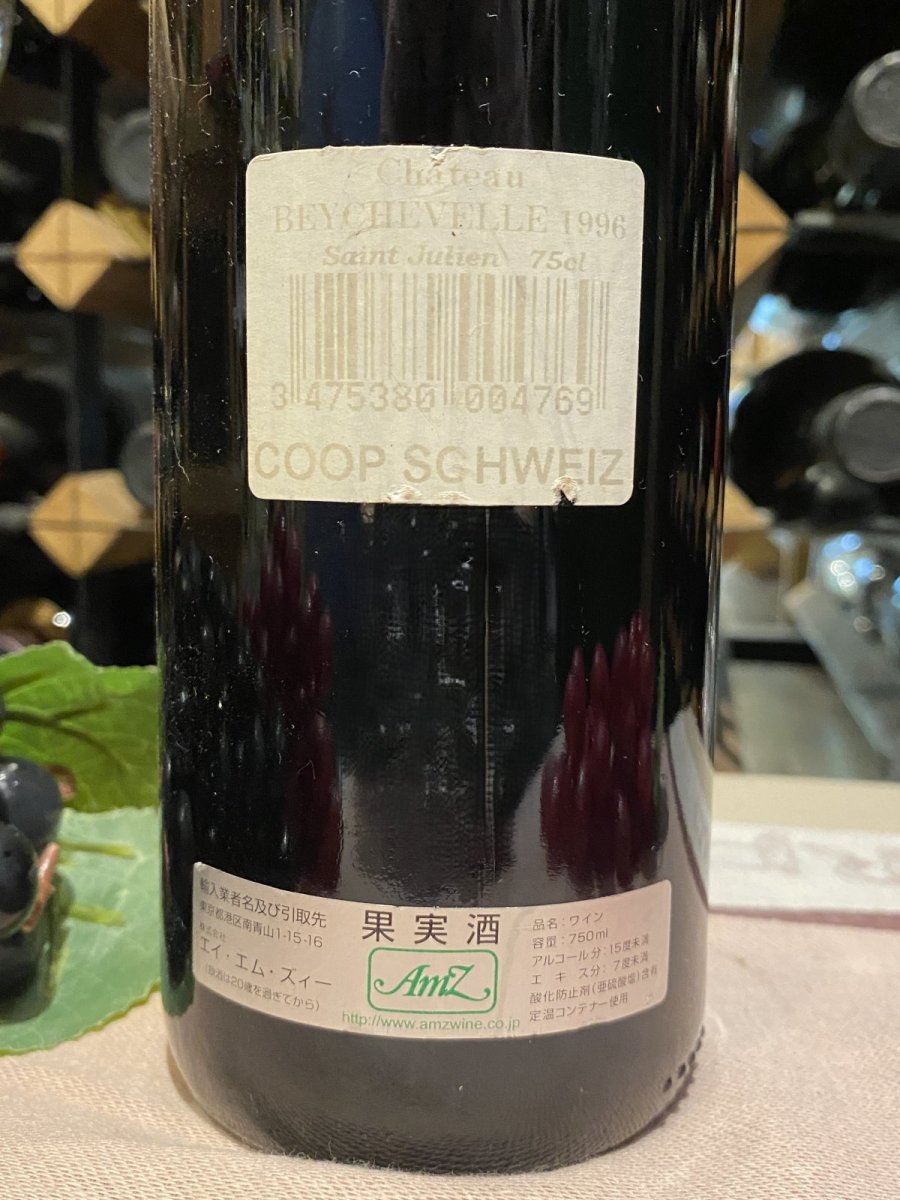 Château
BEYCHEVELLE 1996
Saint Julien 75cl
3 475380 004769
COOP SCHWEIZ
輸入業者名及び引取先
東京都港区南青山1-15-16
株式会社
エイ・エム・ズィー
(飲酒は20歳を過ぎてから)
果実酒
AmZ
http://www.amzwine.co.jp
品名:ワイン
容量:750ml
アルコール分:15度未満
エキス分:7度未満
酸化防止剤(亜硫酸塩)含有
定温コンテナー使用